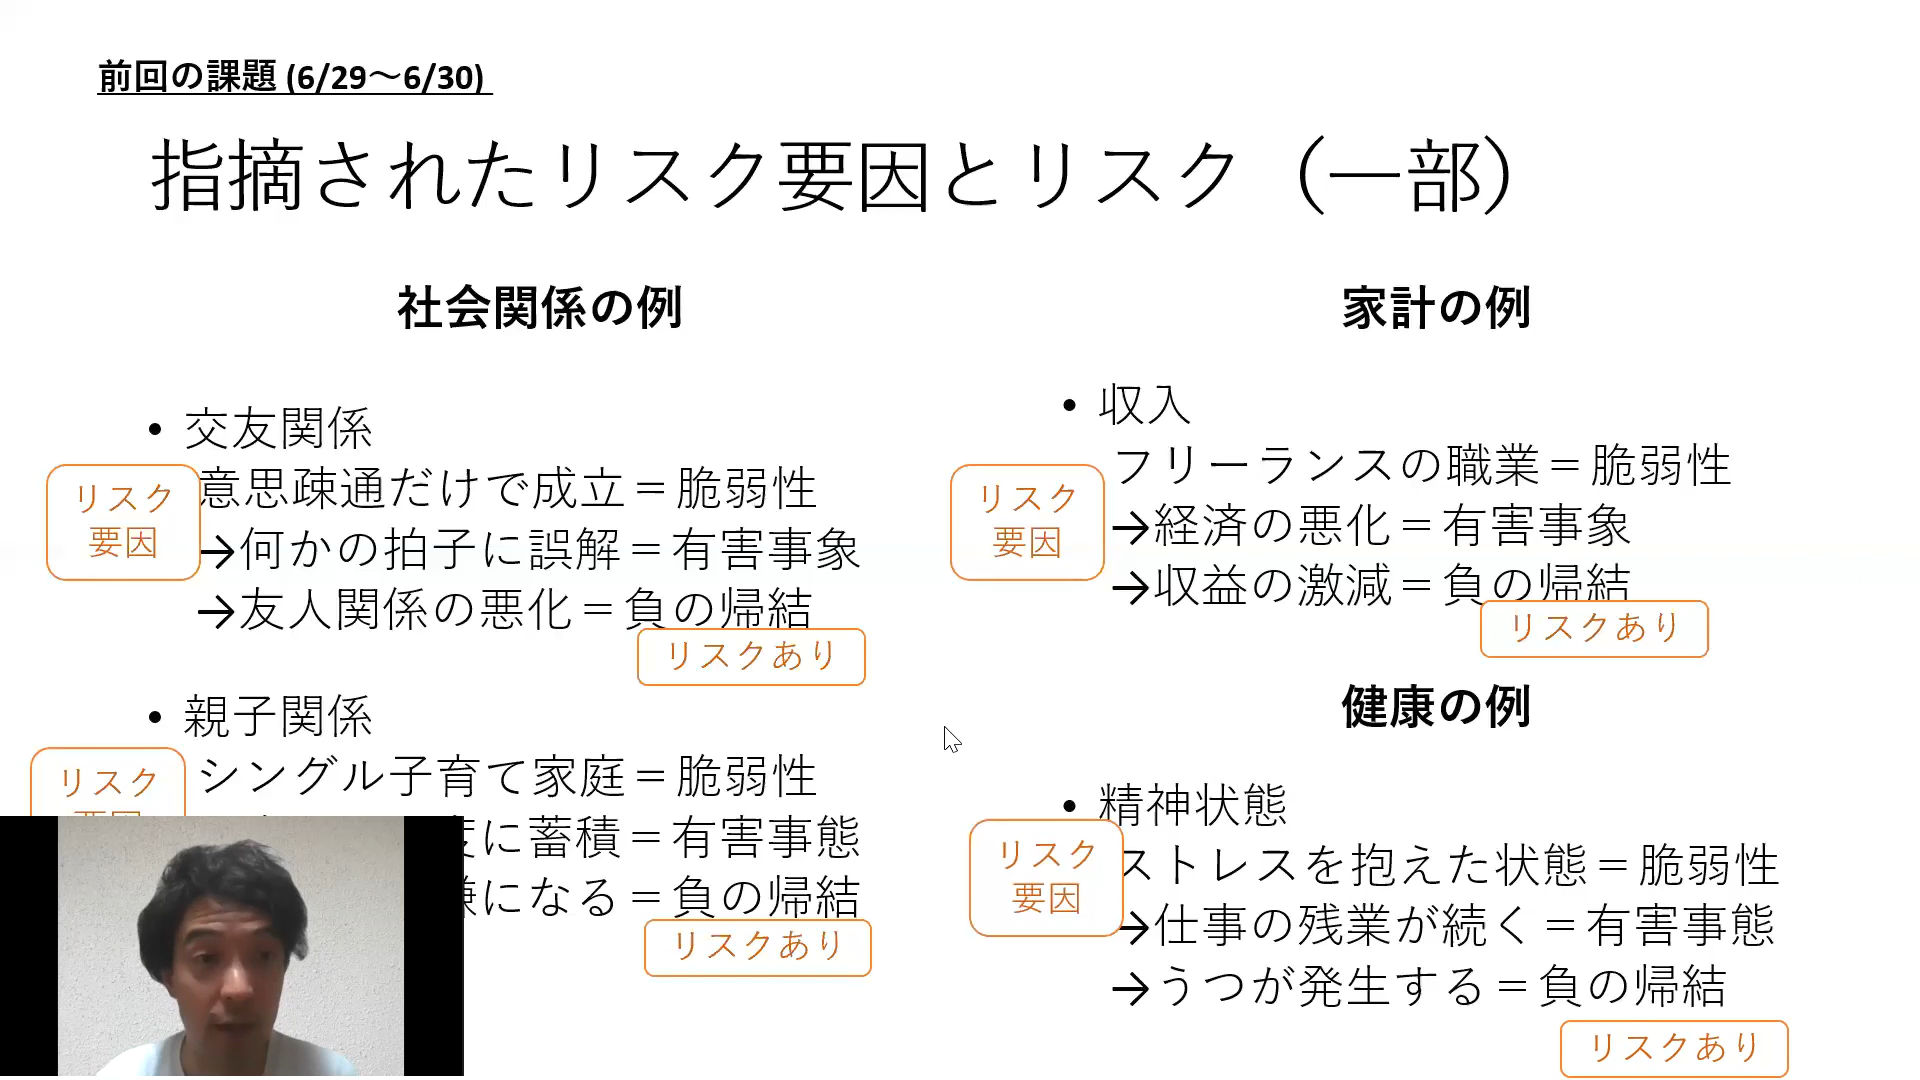 前回の課題 (6/29～6/30)
指摘されたリスク要因とリスク（一部）
社会関係の例
• 交友関係
意思疎通だけで成立＝脆弱性
→何かの拍子に誤解＝有害事象
→友人関係の悪化＝負の帰結
リスク
要因
リスクあり
• 親子関係
シングル子育て家庭＝脆弱性
に蓄積＝有害事態
になる＝負の帰結
リスク
要因
リスクあり
家計の例
• 収入
フリーランスの職業＝脆弱性
→経済の悪化＝有害事象
→収益の激減＝負の帰結
リスク
要因
リスクあり
健康の例
• 精神状態
ストレスを抱えた状態＝脆弱性
→仕事の残業が続く＝有害事態
→うつが発生する＝負の帰結
リスク
要因
リスクあり